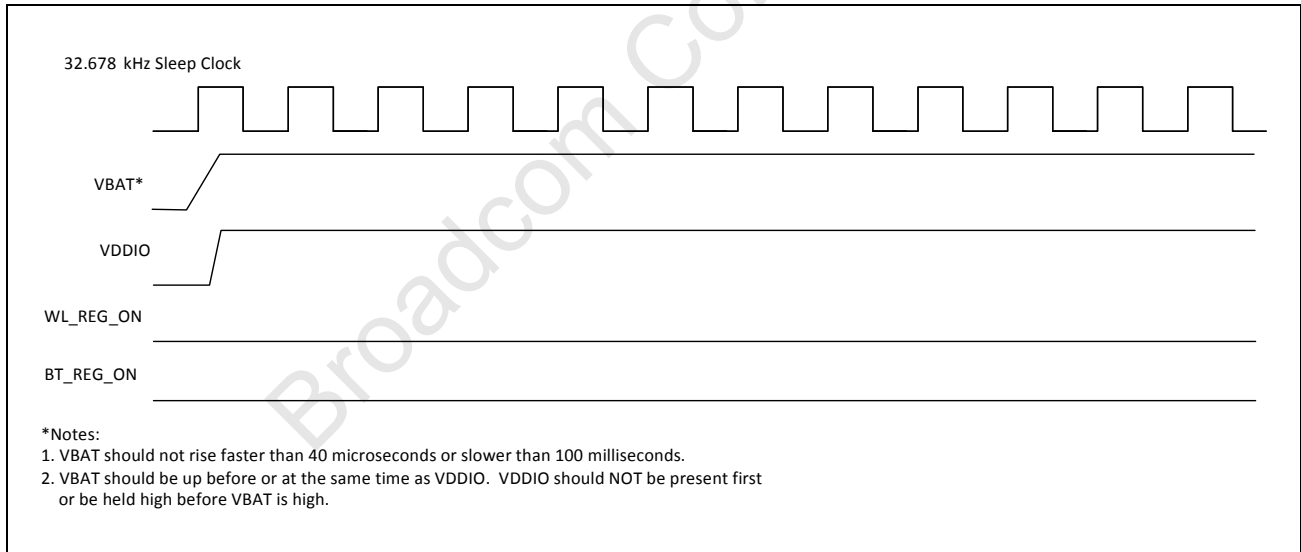 32.678 kHz Sleep Clock
VBAT*
VDDIO
WL_REG_ON
BT_REG_ON
*Notes:
1. VBAT should not rise faster than 40 microseconds or slower than 100 milliseconds.
2. VBAT should be up before or at the same time as VDDIO. VDDIO should NOT be present first
or be held high before VBAT is high.
Broadcom Co